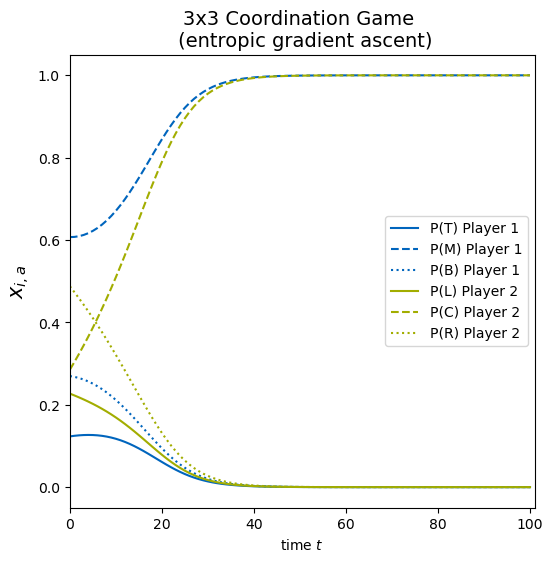 3x3 Coordination Game
(entropic gradient ascent)
1.0
0.8
0.6
0.4
0.2
0.0
x_{i, a}
P(T) Player 1
P(M) Player 1
P(B) Player 1
P(L) Player 2
P(C) Player 2
P(R) Player 2
0 20 40 60 80 100
time t